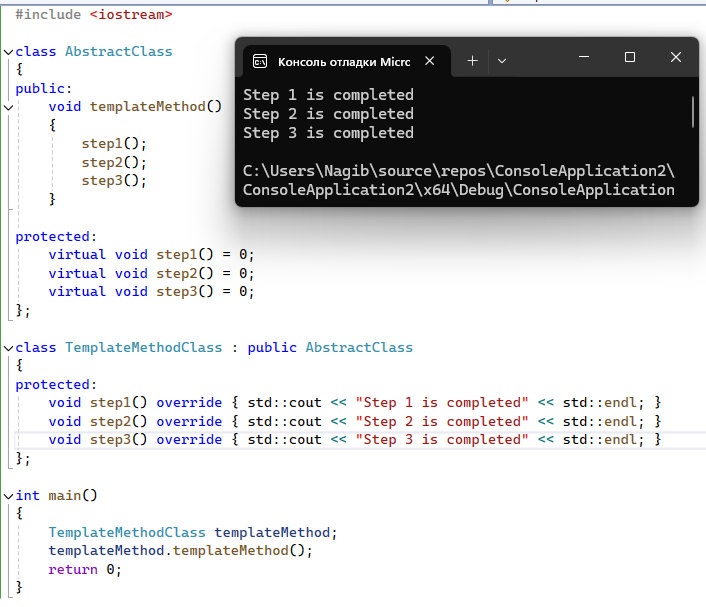 #include <iostream>
class AbstractClass
{
public:
void templateMethod()
{
step1();
step2();
step3();
}
protected:
virtual void step1() = 0;
virtual void step2() = 0;
virtual void step3() = 0;
};
class TemplateMethodClass : public AbstractClass
{
protected:
void step1() override { std::cout << "Step 1 is completed" << std::endl; }
void step2() override { std::cout << "Step 2 is completed" << std::endl; }
void step3() override { std::cout << "Step 3 is completed" << std::endl; }
};
int main()
{
TemplateMethodClass templateMethod;
templateMethod.templateMethod();
return 0;
}
Консоль отладки Micrc
Step 1 is completed
Step 2 is completed
Step 3 is completed
C:\Users\Nagib\source\repos\ConsoleApplication2\
ConsoleApplication2\x64\Debug\ConsoleApplication